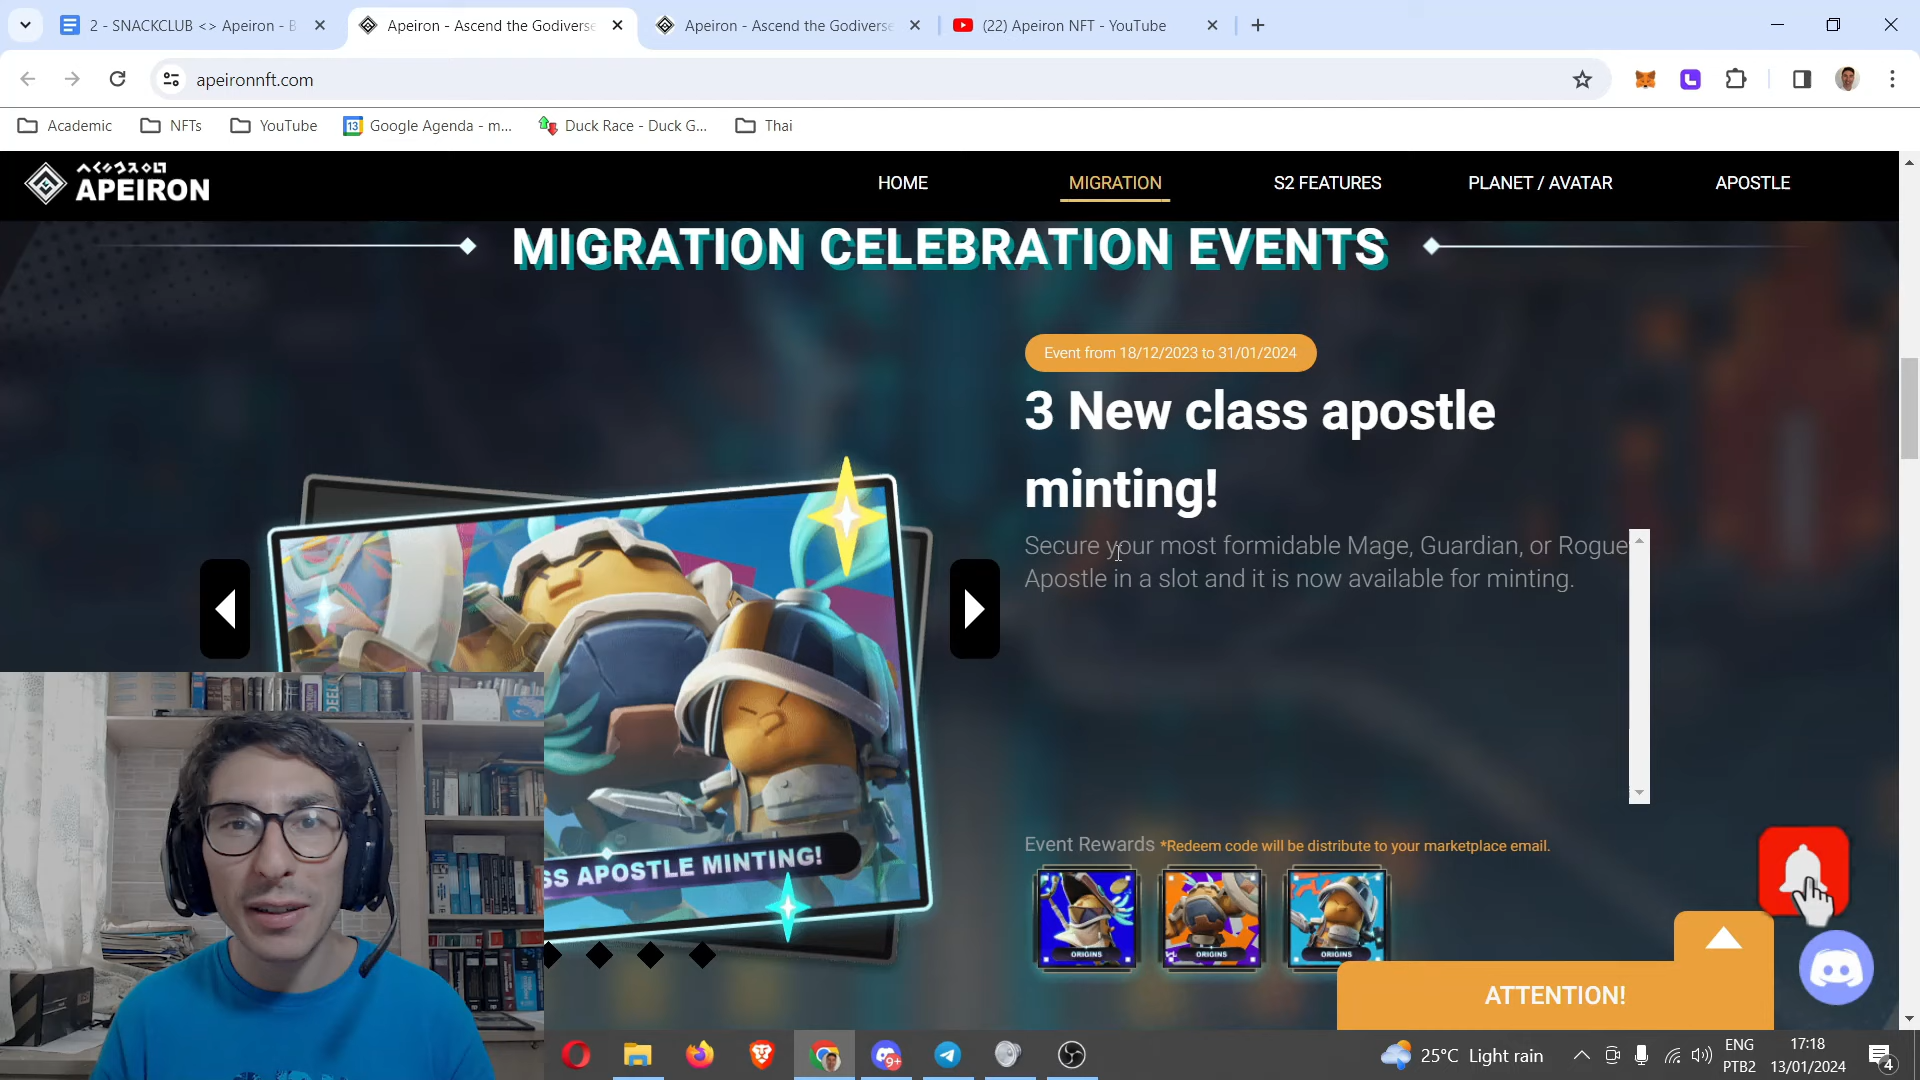 2 - SNACKCLUB <> Apeiron - B
Apeiron - Ascend the Godiverse
Apeiron - Ascend the Godiverse
(22) Apeiron NFT - YouTube
apeironnft.com
Academic
NFTs
YouTube
13
Google Agenda - m...
Duck Race - Duck G...
Thai
APEIRON
HOME
MIGRATION
S2 FEATURES
PLANET / AVATAR
APOSTLE
MIGRATION CELEBRATION EVENTS
Event from 18/12/2023 to 31/01/2024
3 New class apostle
minting!
Secure your most formidable Mage, Guardian, or Rogue
Apostle in a slot and it is now available for minting.
SS APOSTLE MINTING!
Event Rewards *Redeem code will be distribute to your marketplace email.
ORIGINS
ORIGINS
ORIGINS
ATTENTION!
9+
25°C Light rain
ENG
PTB2
17:18
13/01/2024
4